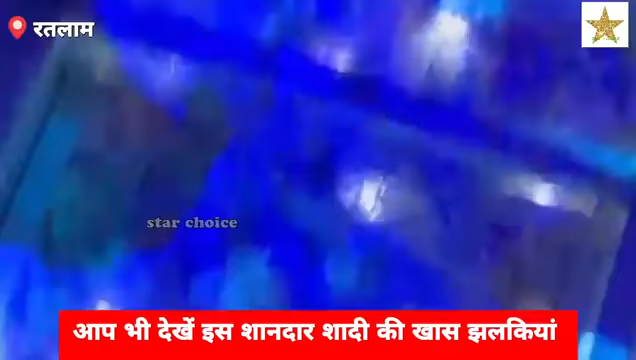 रतलाम
star choice
आप भी देखें इस शानदार शादी की खास झलकियां